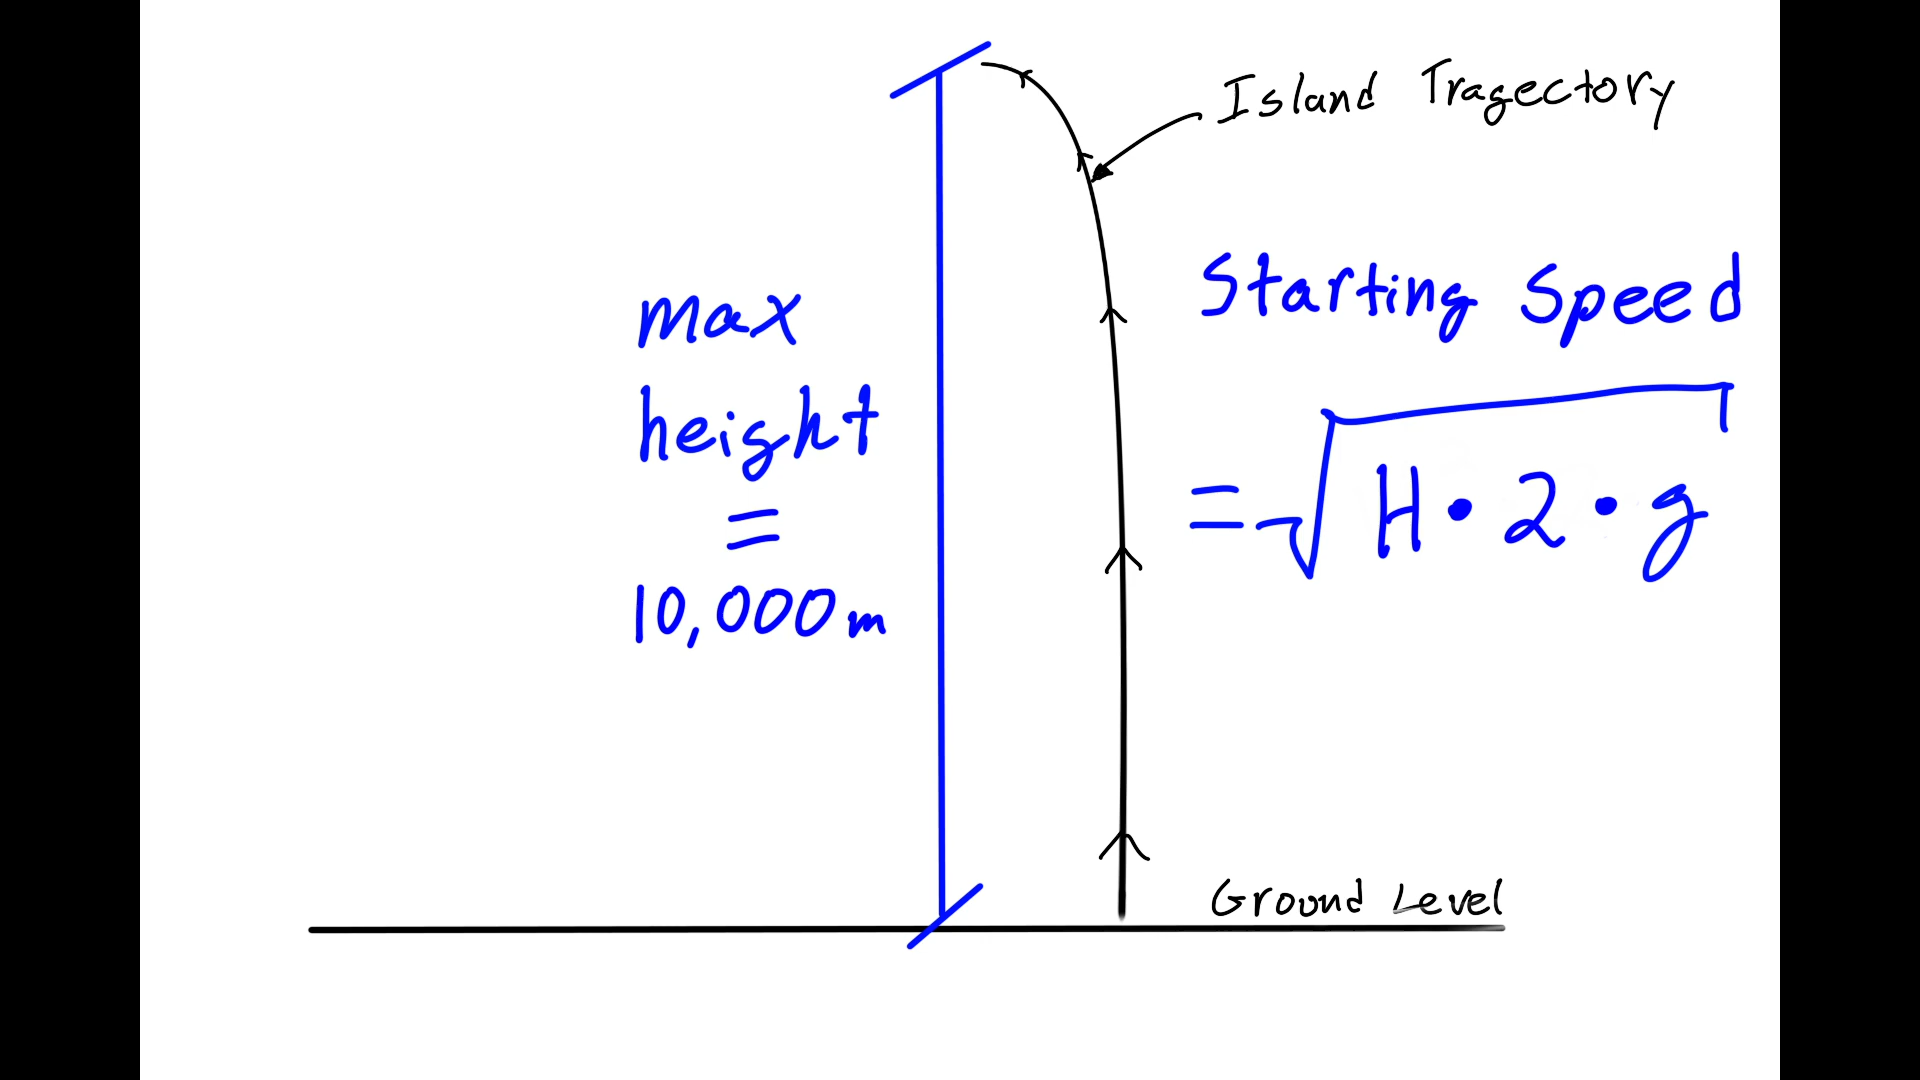 Island Tragectory
max
height
=
10,000m
Starting Speed
= √H • 2 • g
Ground Level